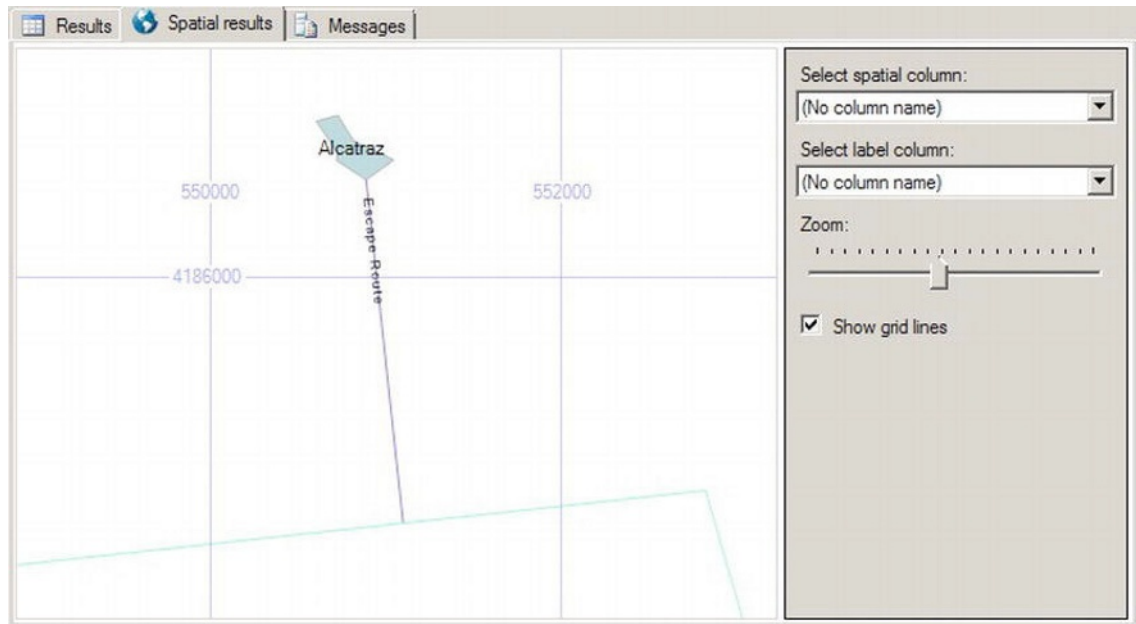 Results
Spatial results
Messages
Alcatraz
550000
552000
Escape Route
4186000
Select spatial column:
(No column name)
Select label column:
(No column name)
Zoom:
Show grid lines